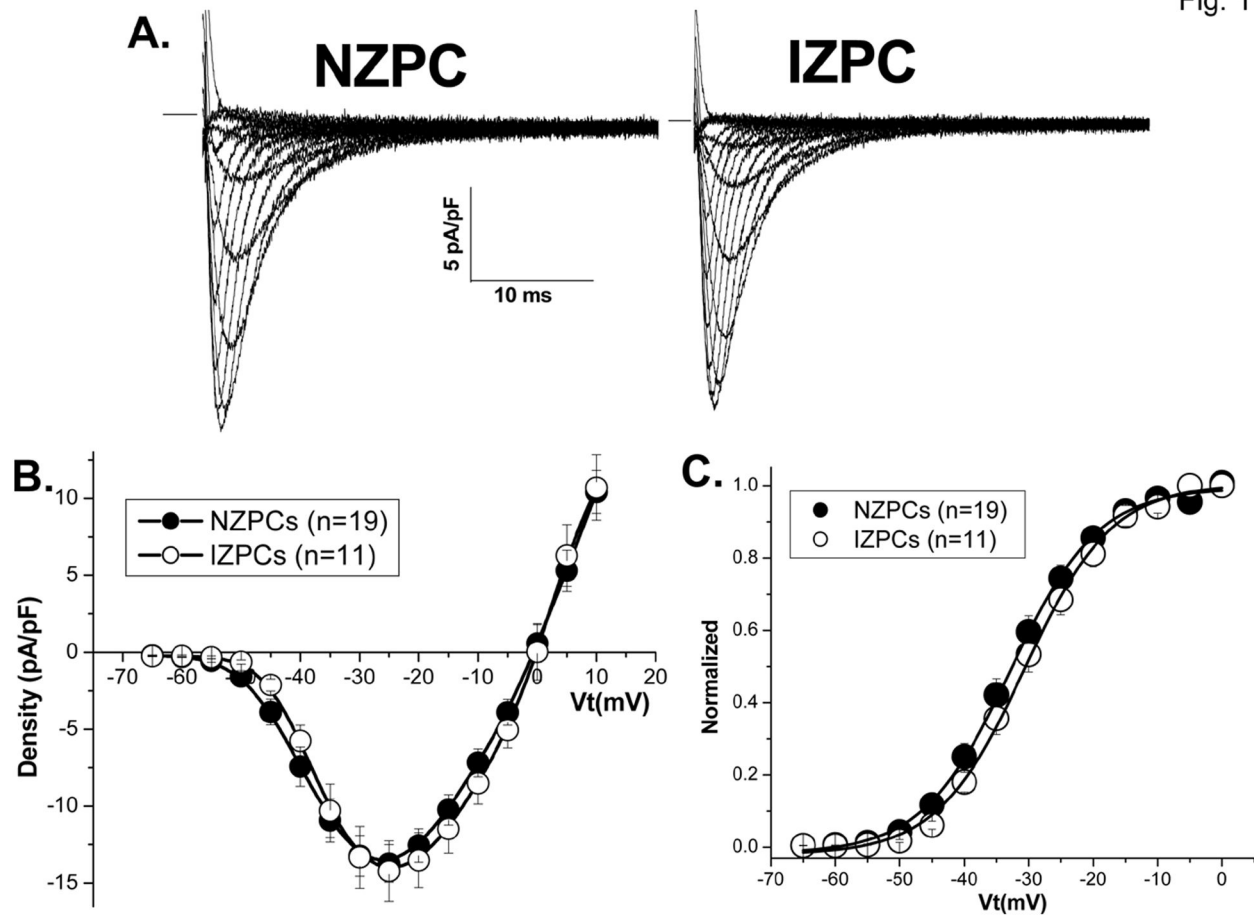 Fig. 1
A.
NZPC
IZPC
5 pA/pF
10 ms
B.
NZPCs (n=19)
IZPCs (n=11)
Density (pA/pF)
10
5
0
-5
-10
-15
-70 -60 -40 -30 -20 -10 0 10 20
Vt(mV)
C.
NZPCs (n=19)
IZPCs (n=11)
Normalized
1.0
0.8
0.6
0.4
0.2
0.0
-70 -60 -50 -40 -30 -20 -10 0
Vt(mV)